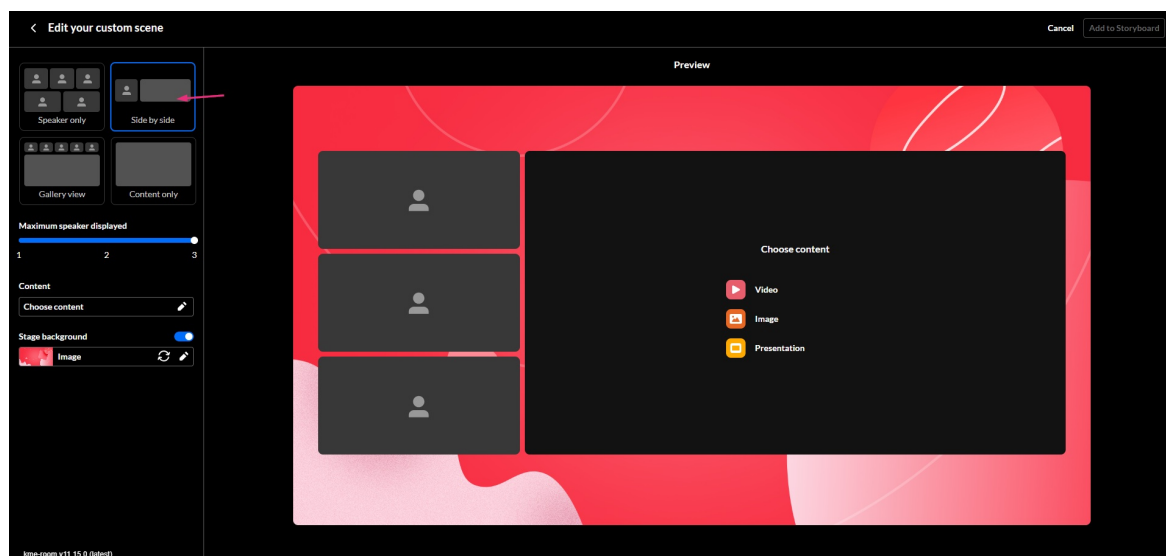 Edit your custom scene
Cancel
Add to Storyboard
Preview
Speaker only
Side by side
Gallery view
Content only
Maximum speaker displayed
1 2 3
Content
Choose content
Stage background
Image
Choose content
Video
Image
Presentation
kme-room v11.15.0 (latest)